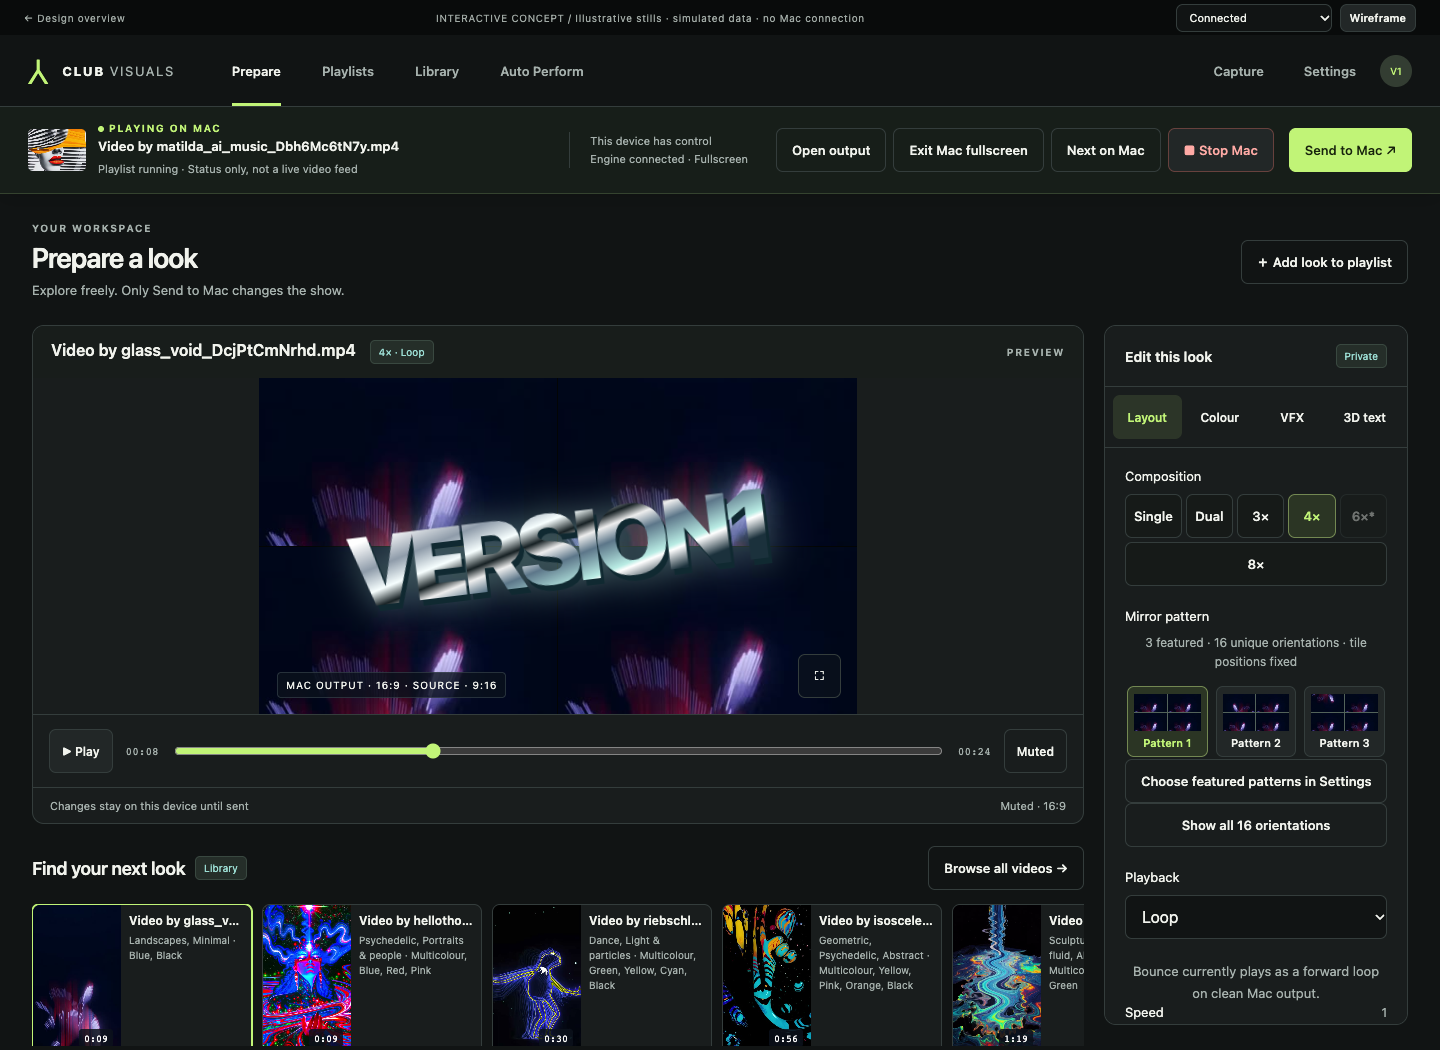 ← Design overview
INTERACTIVE CONCEPT / Illustrative stills · simulated data · no Mac connection
Connected
Wireframe
CLUB VISUALS
Prepare
Playlists
Library
Auto Perform
Capture
Settings
V1
PLAYING ON MAC
Video by matilda_ai_music_Dbh6Mc6tN7y.mp4
Playlist running · Status only, not a live video feed
This device has control
Engine connected · Fullscreen
Open output
Exit Mac fullscreen
Next on Mac
Stop Mac
Send to Mac ↗
YOUR WORKSPACE
Prepare a look
Explore freely. Only Send to Mac changes the show.
+ Add look to playlist
Video by glass_void_DcjPtCmNrhd.mp4
4× · Loop
PREVIEW
VERSION1
MAC OUTPUT · 16:9 · SOURCE · 9:16
Play
00:08
00:24
Muted
Changes stay on this device until sent
Muted · 16:9
Edit this look
Private
Layout
Colour
VFX
3D text
Composition
Single
Dual
3×
4×
6×*
8×
Mirror pattern
3 featured · 16 unique orientations · tile
positions fixed
Pattern 1
Pattern 2
Pattern 3
Choose featured patterns in Settings
Show all 16 orientations
Playback
Loop
Bounce currently plays as a forward loop
on clean Mac output.
Speed
1
Find your next look
Library
Browse all videos →
Video by glass_v...
Landscapes, Minimal ·
Blue, Black
0:09
Video by hellotho...
Psychedelic, Portraits
& people · Multicolour,
Blue, Red, Pink
0:09
Video by riebschl...
Dance, Light &
particles · Multicolour,
Green, Yellow, Cyan,
Black
0:30
Video by isoscele...
Geometric,
Psychedelic, Abstract ·
Multicolour, Yellow,
Pink, Orange, Black
0:56
Video
Sculptu
fluid, A
Multico
Green
1:19